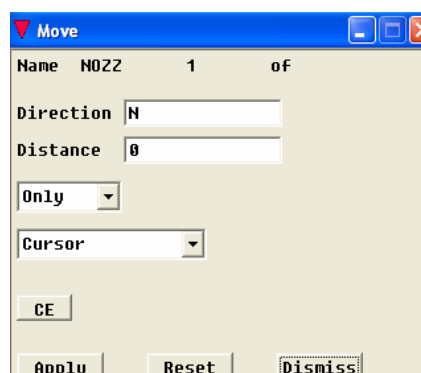 Move
Name NOZZ 1 of
Direction N
Distance 0
Only
Cursor
CE
Apply Reset Dismiss